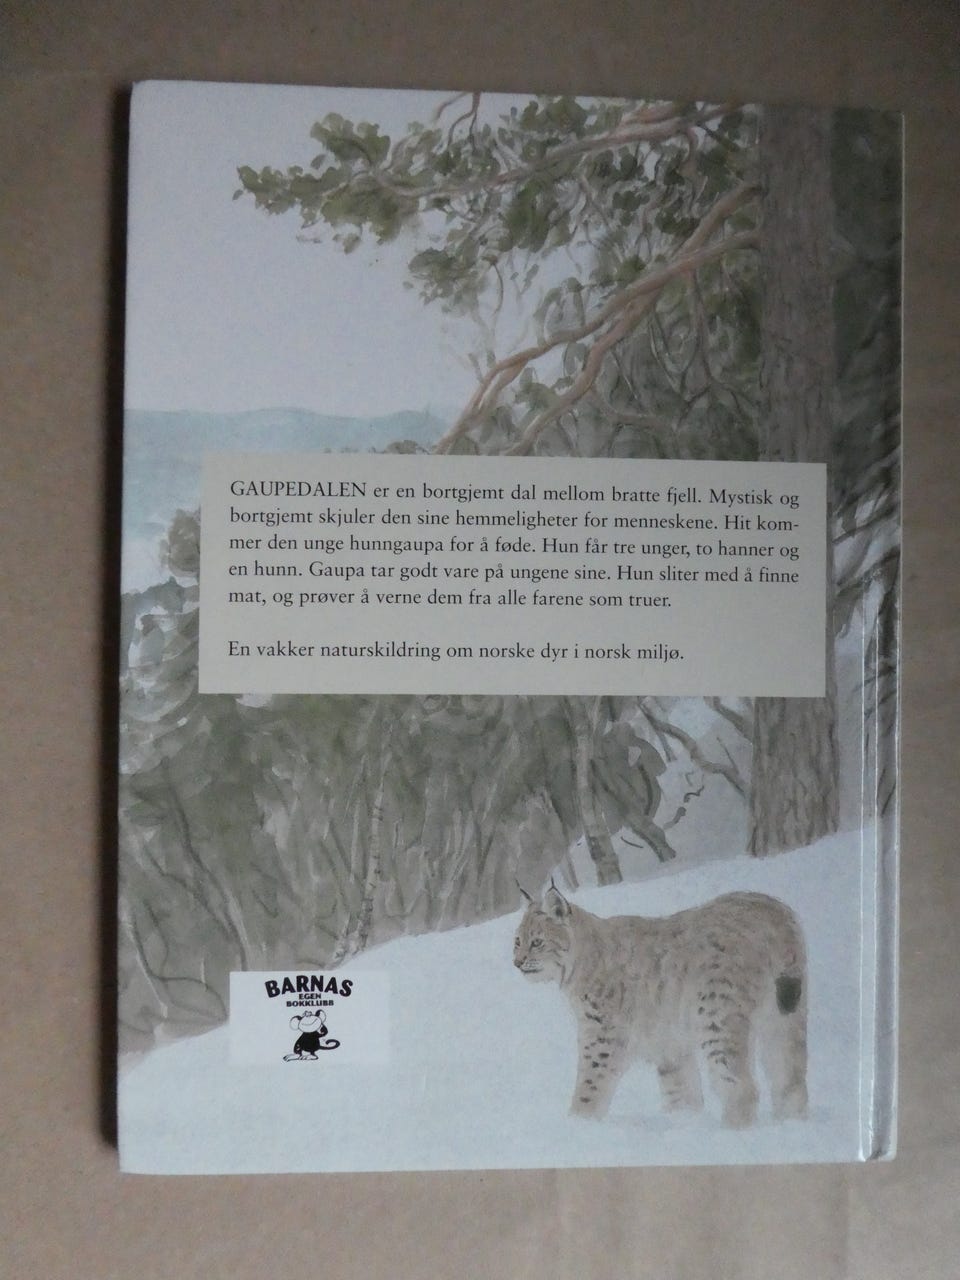 GAUPEDALEN er en bortgjemt dal mellom bratte fjell. Mystisk og
bortgjemt skjuler den sine hemmeligheter for menneskene. Hit kom-
mer den unge hunngaupa for å føde. Hun får tre unger, to hanner og
en hunn. Gaupa tar godt vare på ungene sine. Hun sliter med å finne
mat, og prøver å verne dem fra alle farene som truer.
En vakker naturskildring om norske dyr i norsk miljø.
BARNAS
EGEN
BOKKLUBB